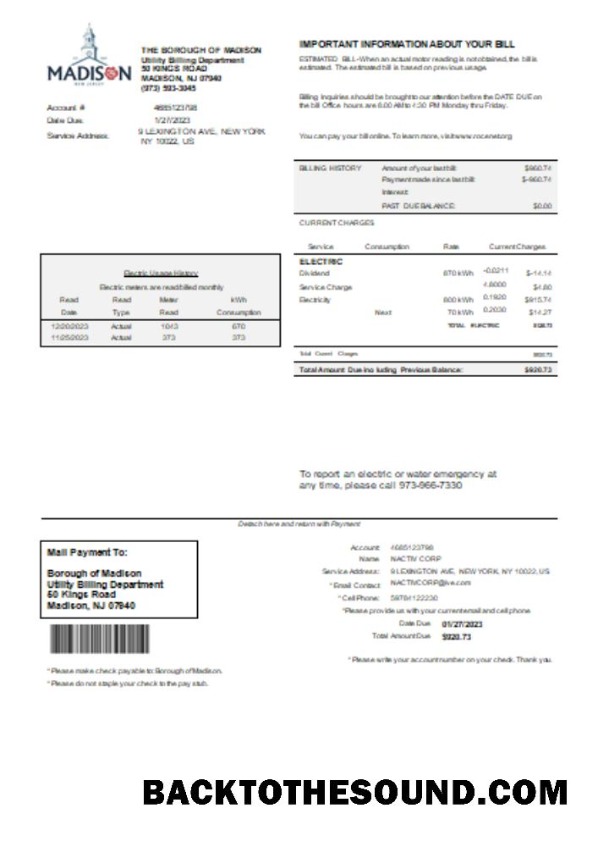 MADISON
NEW JERSEY
THE BOROUGH OF MADISON
Utility Billing Department
50 KINGS ROAD
MADISON, NJ 07940
(973) 593-3045
Account #: 4685123798
Date Due: 1/27/2023
Service Address: 9 LEXINGTON AVE, NEW YORK
NY 10022, US
IMPORTANT INFORMATION ABOUT YOUR BILL
ESTIMATED BILL-When an actual motor reading is not obtained, the bill is
estimated. The estimated bill is based on previous usage.
Billing Inquiries should be brought to our attention before the DATE DUE on
the bill Office hours are 8.00 AM to 4:30 PM Monday thru Friday.
You can pay your bill online. To learn more, visit www.rocenet.org
BILLING HISTORY Amount of your last bill: $860.74
Payment made since last bill: $-860.74
Interest:
PAST DUE BALANCE: $0.00
CURRENT CHARGES
Service Consumption Rate Current Charges
ELECTRIC
Dividend 670 kWh -0.0211 $-14.14
Service Charge 4.8000 $4.80
Electricity 600 kWh 0.1920 $915.74
Next 70 kWh 0.2030 $14.27
TOTAL ELECTRIC $920.73
Total Current Charges $920.73
Total Amount Due inc luding Previous Balance: $920.73
Electric Usage History
Electric meters are read/billed monthly
Read Read Meter kWh
Date Type Read Consumption
12/20/2023 Actual 1043 670
11/25/2023 Actual 373 373
To report an electric or water emergency at
any time, please call 973-966-7330
Detach here and return with Payment
Mail Payment To:
Borough of Madison
Utility Billing Department
50 Kings Road
Madison, NJ 07940
* Please make check payable to: Borough of Madison.
* Please do not staple your check to the pay stub.
Account: 4685123798
Name: NACTIV CORP
Service Address: 9 LEXINGTON AVE, NEW YORK, NY 10022, US
* Email Contact: NACTIVCORP@live.com
* Cell Phone: 59784122230
*Please provide us with your current email and cell phone
Date Due 01/27/2023
Total Amount Due $920.73
* Please write your account number on your check. Thank you.
BACKTOTHESOUND.COM